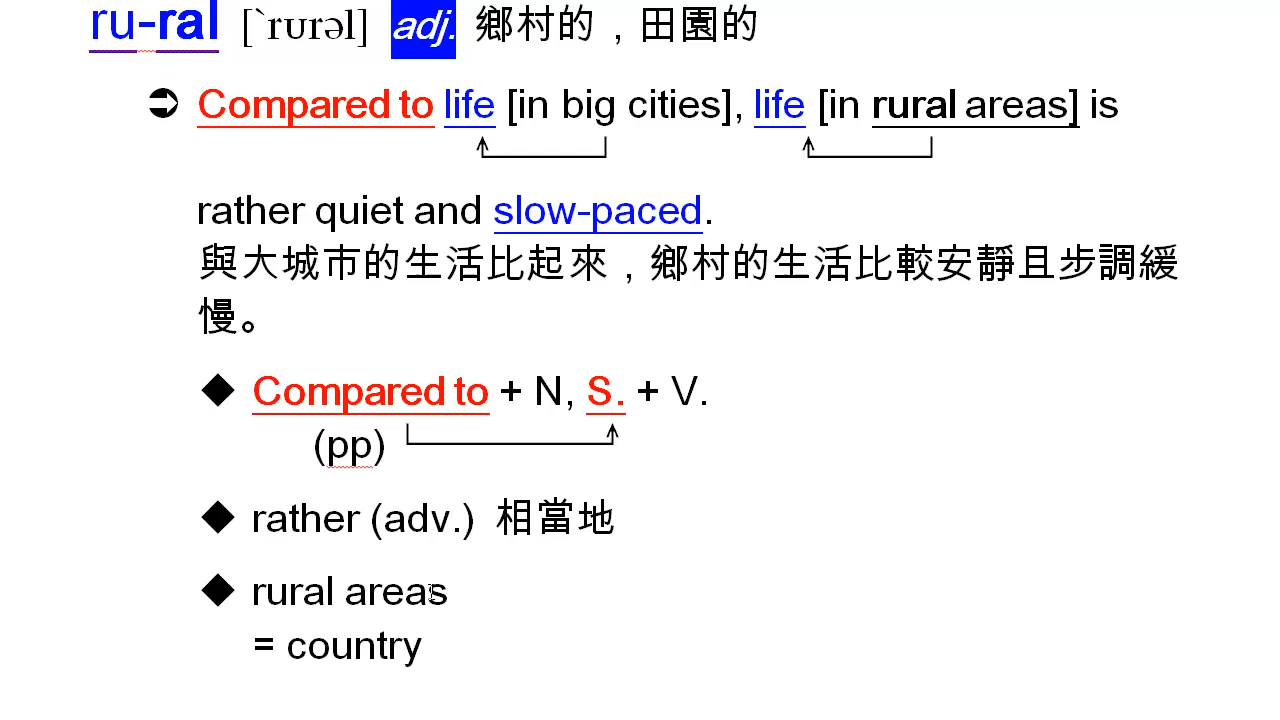 ru-ral [ˋrʊrəl] adj. 鄉村的，田園的
➲ Compared to life [in big cities], life [in rural areas] is
rather quiet and slow-paced.
與大城市的生活比起來，鄉村的生活比較安靜且步調緩
慢。
◆ Compared to + N, S. + V.
(pp)
◆ rather (adv.) 相當地
◆ rural areas
= country